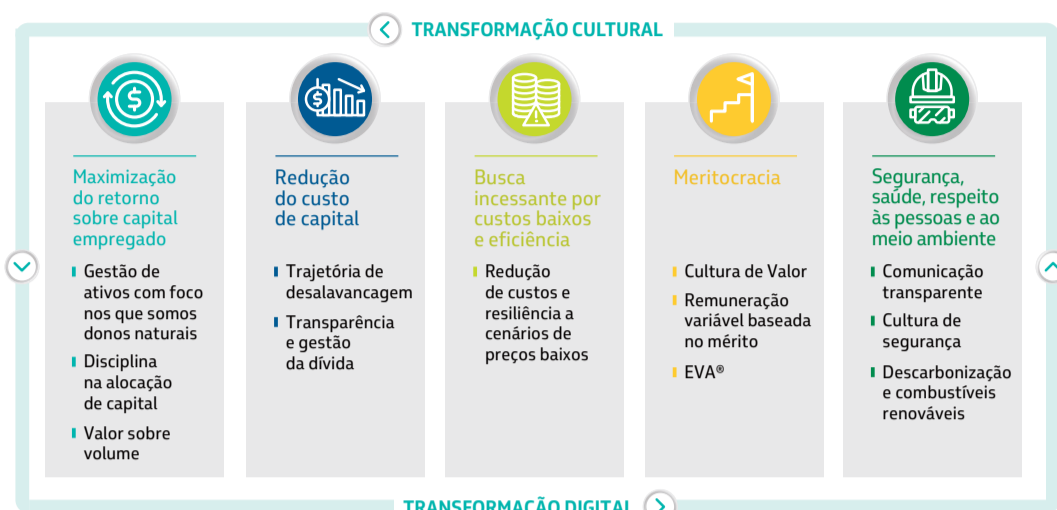 TRANSFORMAÇÃO CULTURAL
$
$
Maximização
do retorno
sobre capital
empregado
Gestão de
ativos com foco
nos que somos
donos naturais
Disciplina
na alocação
de capital
Valor sobre
volume
Redução
do custo
de capital
Trajetória de
desalavancagem
Transparência
e gestão
da dívida
Busca
incessante por
custos baixos
e eficiência
Redução
de custos e
resiliência a
cenários de
preços baixos
Meritocracia
Cultura de Valor
Remuneração
variável baseada
no mérito
EVA®
Segurança,
saúde, respeito
às pessoas e ao
meio ambiente
Comunicação
transparente
Cultura de
segurança
Descarbonização
e combustíveis
renováveis
TRANSFORMAÇÃO DIGITAL